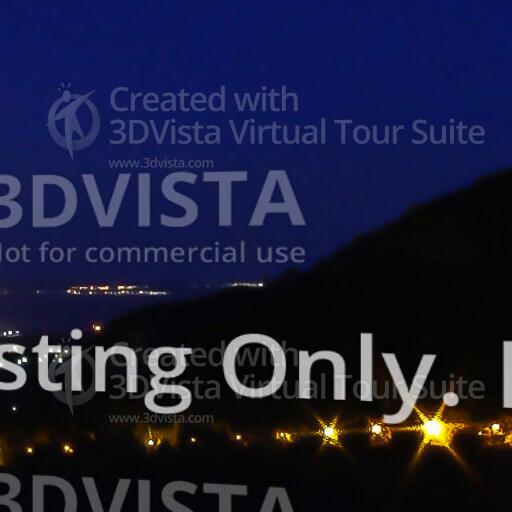 Created with
3DVista Virtual Tour Suite
www.3dvista.com
3DVISTA
Not for commercial use
sting Only.
Created with
3DVista Virtual Tour Suite
www.3dvista.com
3DVISTA